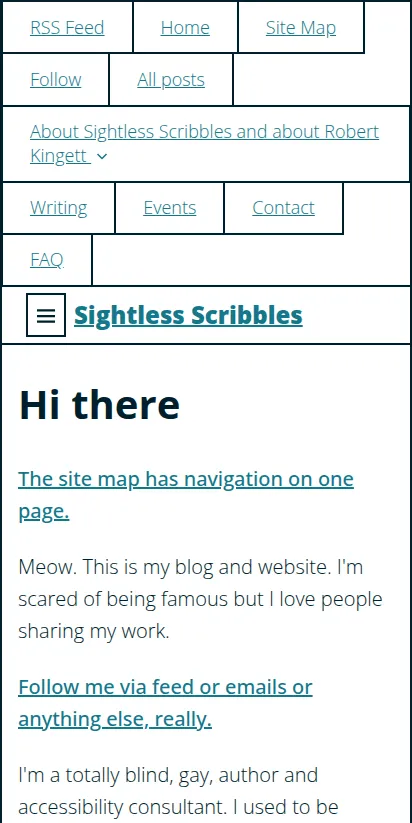 RSS Feed Home Site Map
Follow All posts
About Sightless Scribbles and about Robert
Kingett
Writing Events Contact
FAQ
Sightless Scribbles
Hi there
The site map has navigation on one
page.
Meow. This is my blog and website. I'm
scared of being famous but I love people
sharing my work.
Follow me via feed or emails or
anything else, really.
I'm a totally blind, gay, author and
accessibility consultant. I used to be